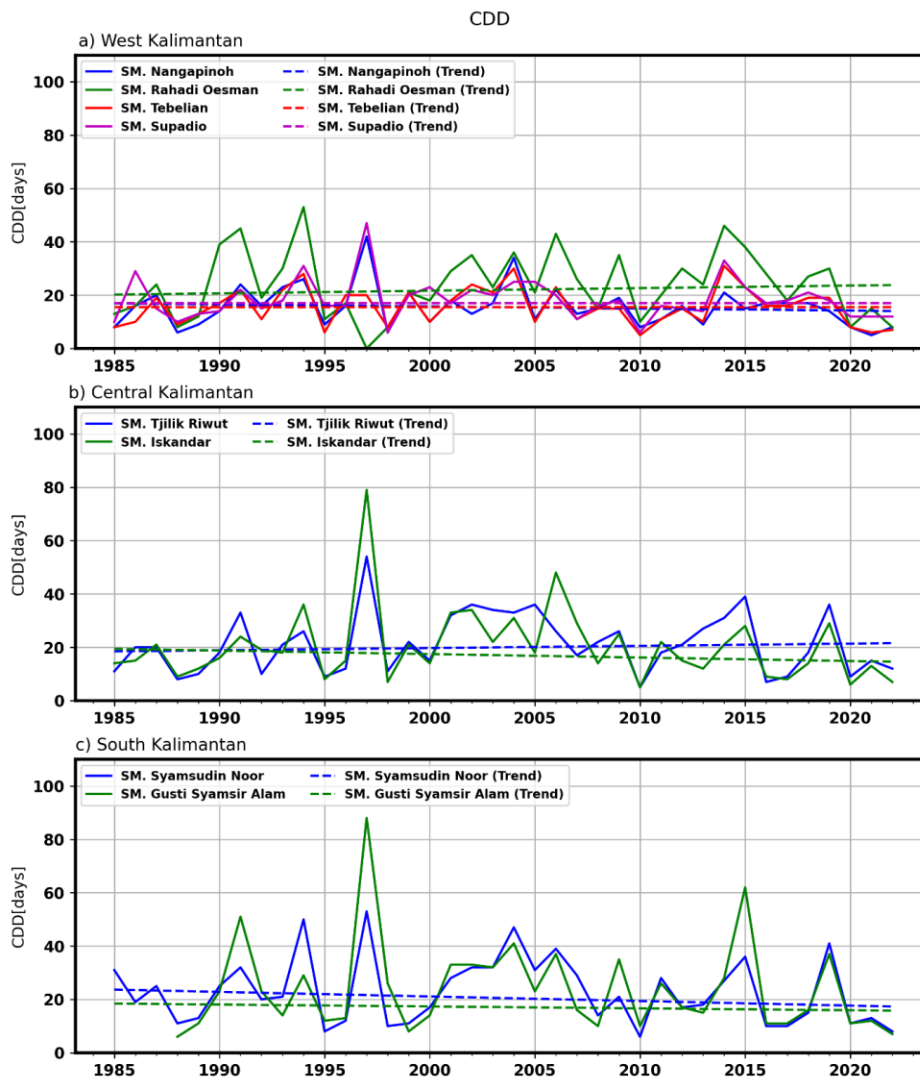 CDD
a) West Kalimantan
SM. Nangapinoh
SM. Rahadi Oesman
SM. Tebelian
SM. Supadio
SM. Nangapinoh (Trend)
SM. Rahadi Oesman (Trend)
SM. Tebelian (Trend)
SM. Supadio (Trend)
CDD[days]
100
80
60
40
20
0
1985 1990 1995 2000 2005 2010 2015 2020
b) Central Kalimantan
SM. Tjilik Riwut
SM. Iskandar
SM. Tjilik Riwut (Trend)
SM. Iskandar (Trend)
CDD[days]
100
80
60
40
20
0
1985 1990 1995 2000 2005 2010 2015 2020
c) South Kalimantan
SM. Syamsudin Noor
SM. Gusti Syamsir Alam
SM. Syamsudin Noor (Trend)
SM. Gusti Syamsir Alam (Trend)
CDD[days]
100
80
60
40
20
0
1985 1990 1995 2000 2005 2010 2015 2020